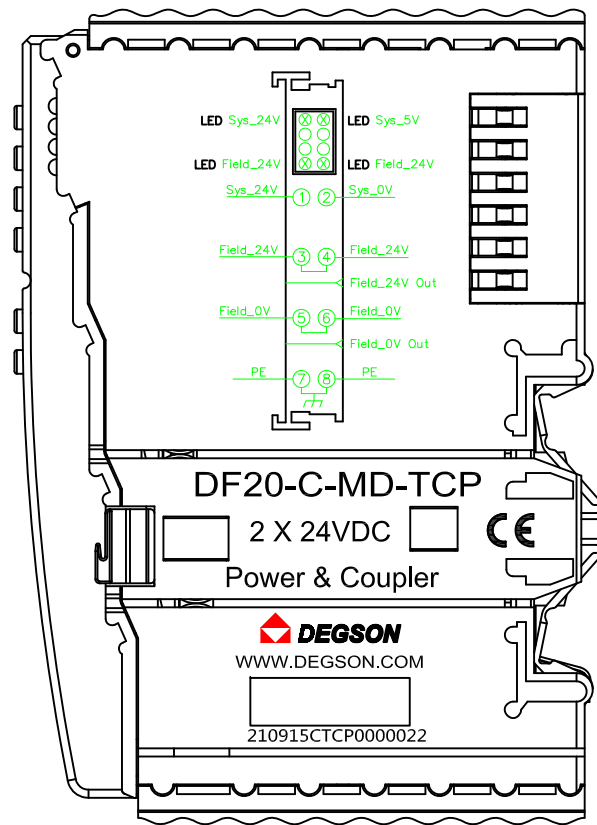 LED Sys_24V LED Sys_5V
LED Field_24V LED Field_24V
Sys_24V 1 2 Sys_0V
Field_24V 3 4 Field_24V
Field_24V Out
Field_0V 5 6 Field_0V
Field_0V Out
PE 7 8 PE
DF20-C-MD-TCP
2 X 24VDC
CE
Power & Coupler
DEGSON
WWW.DEGSON.COM
210915CTCP0000022